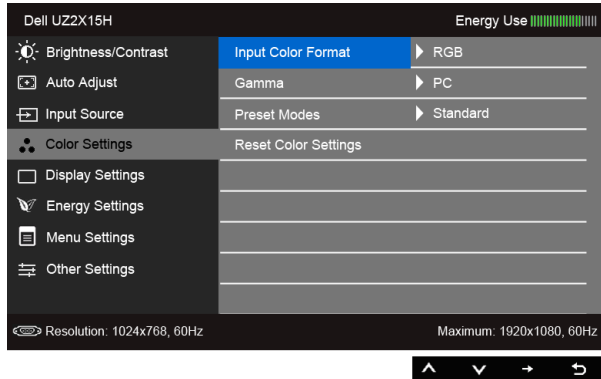 Dell UZ2X15H Energy Use
Brightness/Contrast Input Color Format RGB
Auto Adjust Gamma PC
Input Source Preset Modes Standard
Color Settings Reset Color Settings
Display Settings
Energy Settings
Menu Settings
Other Settings
Resolution: 1024x768, 60Hz Maximum: 1920x1080, 60Hz